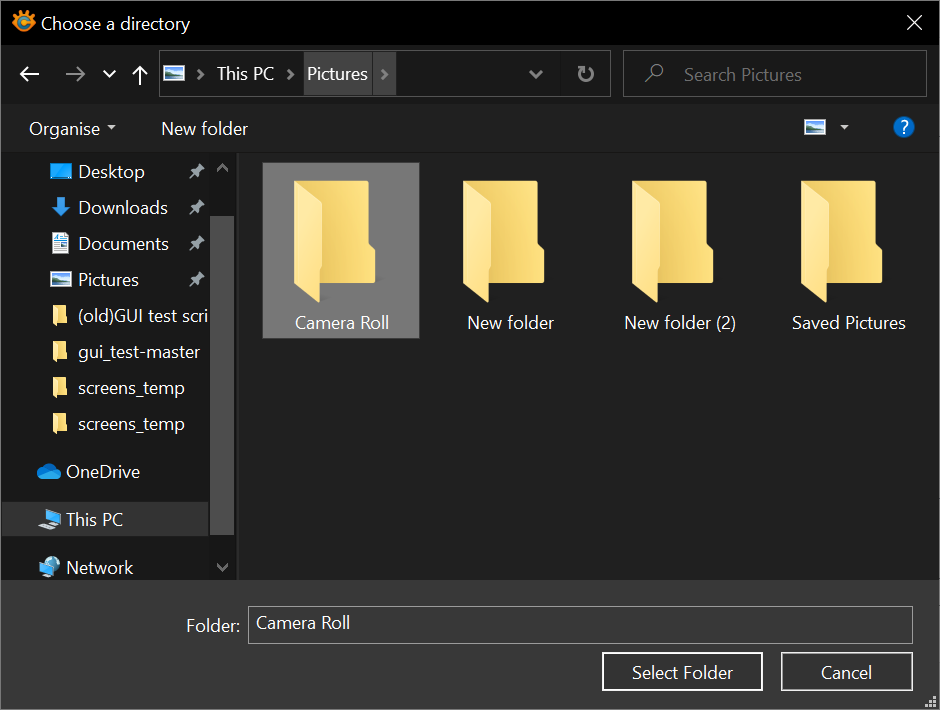 Choose a directory
This PC
Pictures
Search Pictures
Organise
New folder
?
Desktop
Downloads
Documents
Pictures
(old)GUI test scri
gui_test-master
screens_temp
screens_temp
OneDrive
This PC
Network
Camera Roll
New folder
New folder (2)
Saved Pictures
Folder: Camera Roll
Select Folder
Cancel